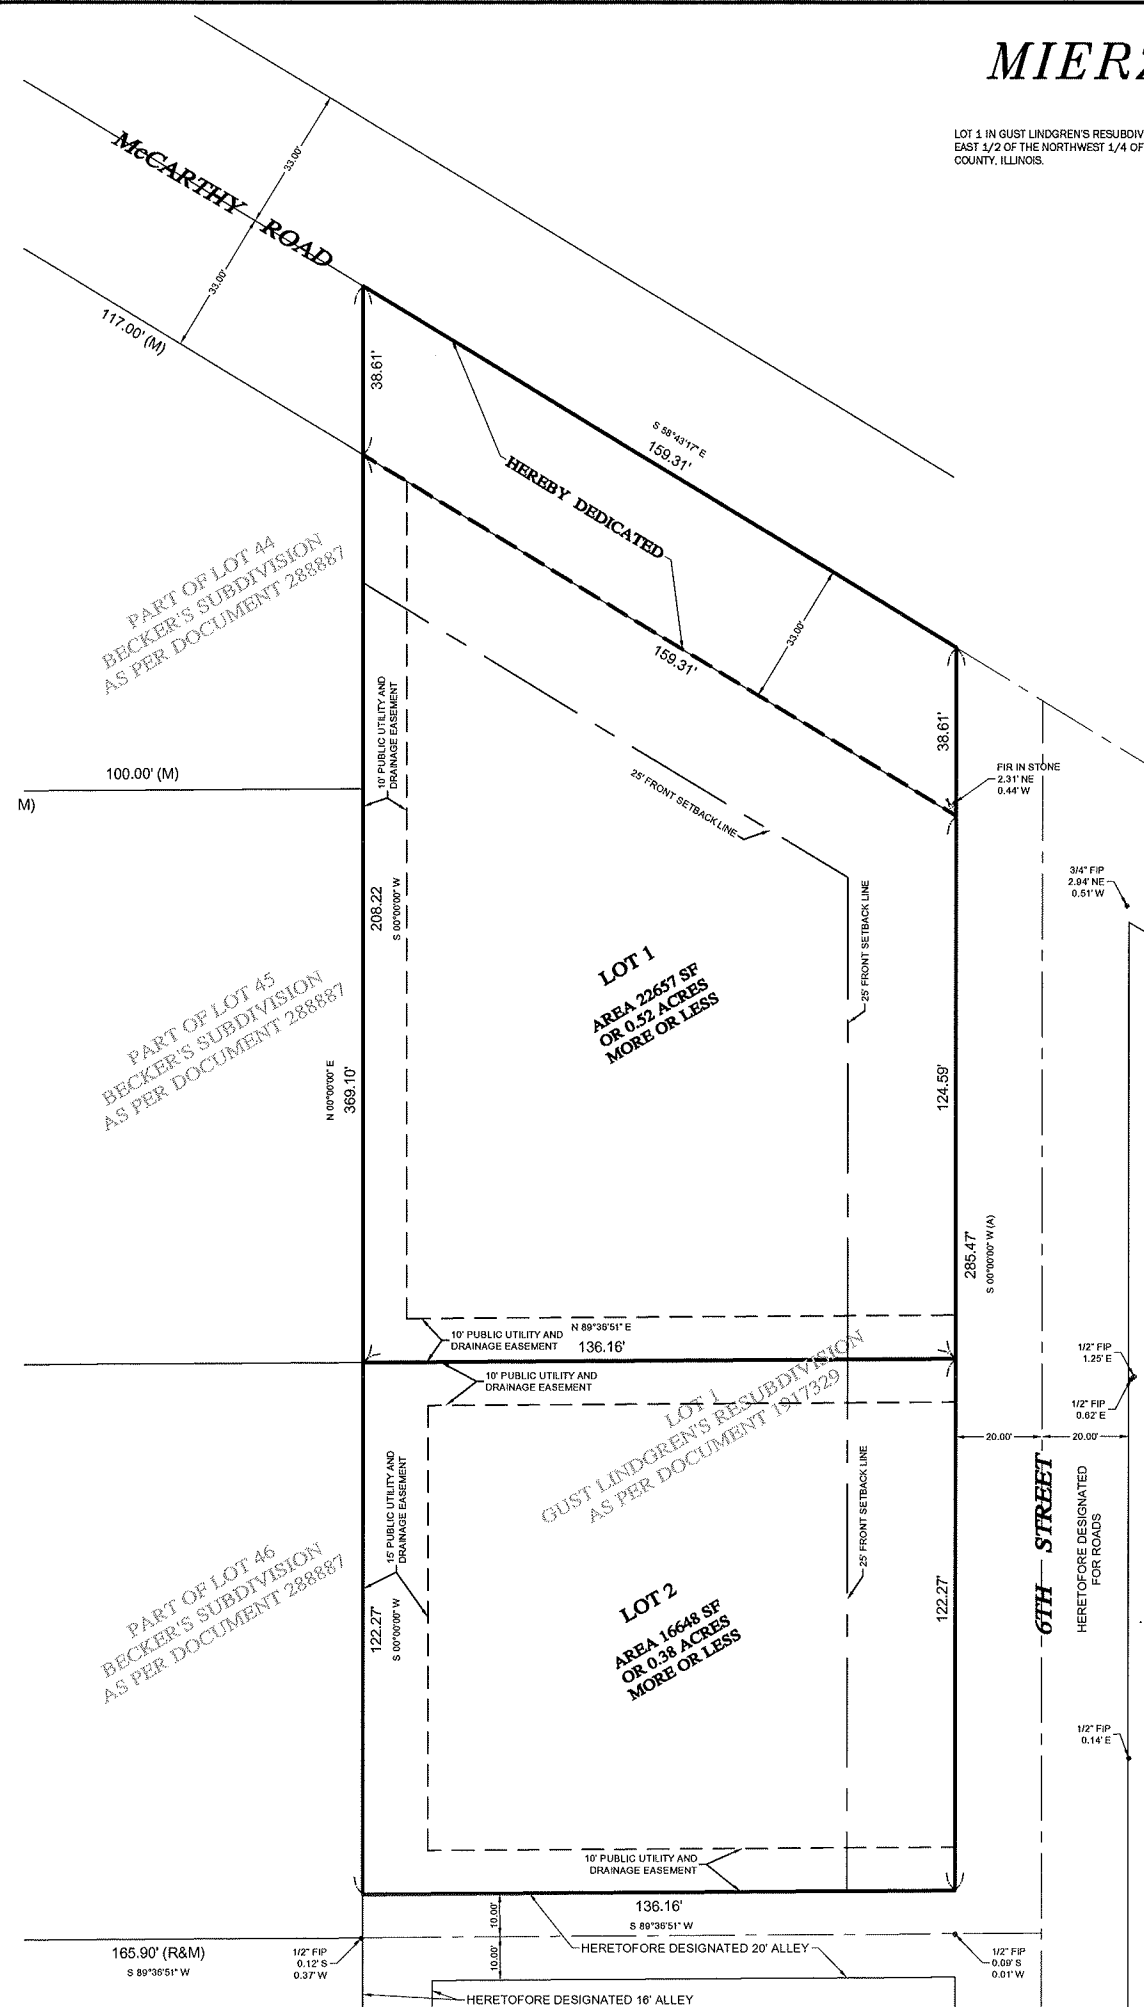 MIERZ
LOT 1 IN GUST LINDGREN'S RESUBDIV
EAST 1/2 OF THE NORTHWEST 1/4 OF
COUNTY, ILLINOIS.
McCARTHY ROAD
33.00'
33.00'
117.00' (M)
38.61'
S 58°43'17" E
159.31'
HEREBY DEDICATED
33.00'
159.31'
38.61'
FIR IN STONE
2.31' NE
0.44' W
PART OF LOT 44
BECKER'S SUBDIVISION
AS PER DOCUMENT 288887
10' PUBLIC UTILITY AND
DRAINAGE EASEMENT
100.00' (M)
M)
25' FRONT SETBACK LINE
3/4" FIP
2.94' NE
0.51' W
208.22
S 00°00'00" W
25' FRONT SETBACK LINE
LOT 1
AREA 22657 SF
OR 0.52 ACRES
MORE OR LESS
PART OF LOT 45
BECKER'S SUBDIVISION
AS PER DOCUMENT 288887
N 00°00'00" E
369.10'
124.59'
285.47'
S 00°00'00" W (A)
10' PUBLIC UTILITY AND
DRAINAGE EASEMENT
N 89°36'51" E
136.16'
10' PUBLIC UTILITY AND
DRAINAGE EASEMENT
LOT 1
GUST LINDGREN'S RESUBDIVISION
AS PER DOCUMENT 1917329
1/2" FIP
1.25' E
1/2" FIP
0.62' E
20.00'
20.00'
6TH STREET
HERETOFORE DESIGNATED
FOR ROADS
15' PUBLIC UTILITY AND
DRAINAGE EASEMENT
25' FRONT SETBACK LINE
PART OF LOT 46
BECKER'S SUBDIVISION
AS PER DOCUMENT 288887
122.27'
S 00°00'00" W
LOT 2
AREA 16648 SF
OR 0.38 ACRES
MORE OR LESS
122.27'
1/2" FIP
0.14' E
10' PUBLIC UTILITY AND
DRAINAGE EASEMENT
136.16'
S 89°36'51" W
10.00'
10.00'
165.90' (R&M)
S 89°36'51" W
1/2" FIP
0.12' S
0.37' W
HERETOFORE DESIGNATED 20' ALLEY
1/2" FIP
0.09' S
0.01' W
HERETOFORE DESIGNATED 16' ALLEY